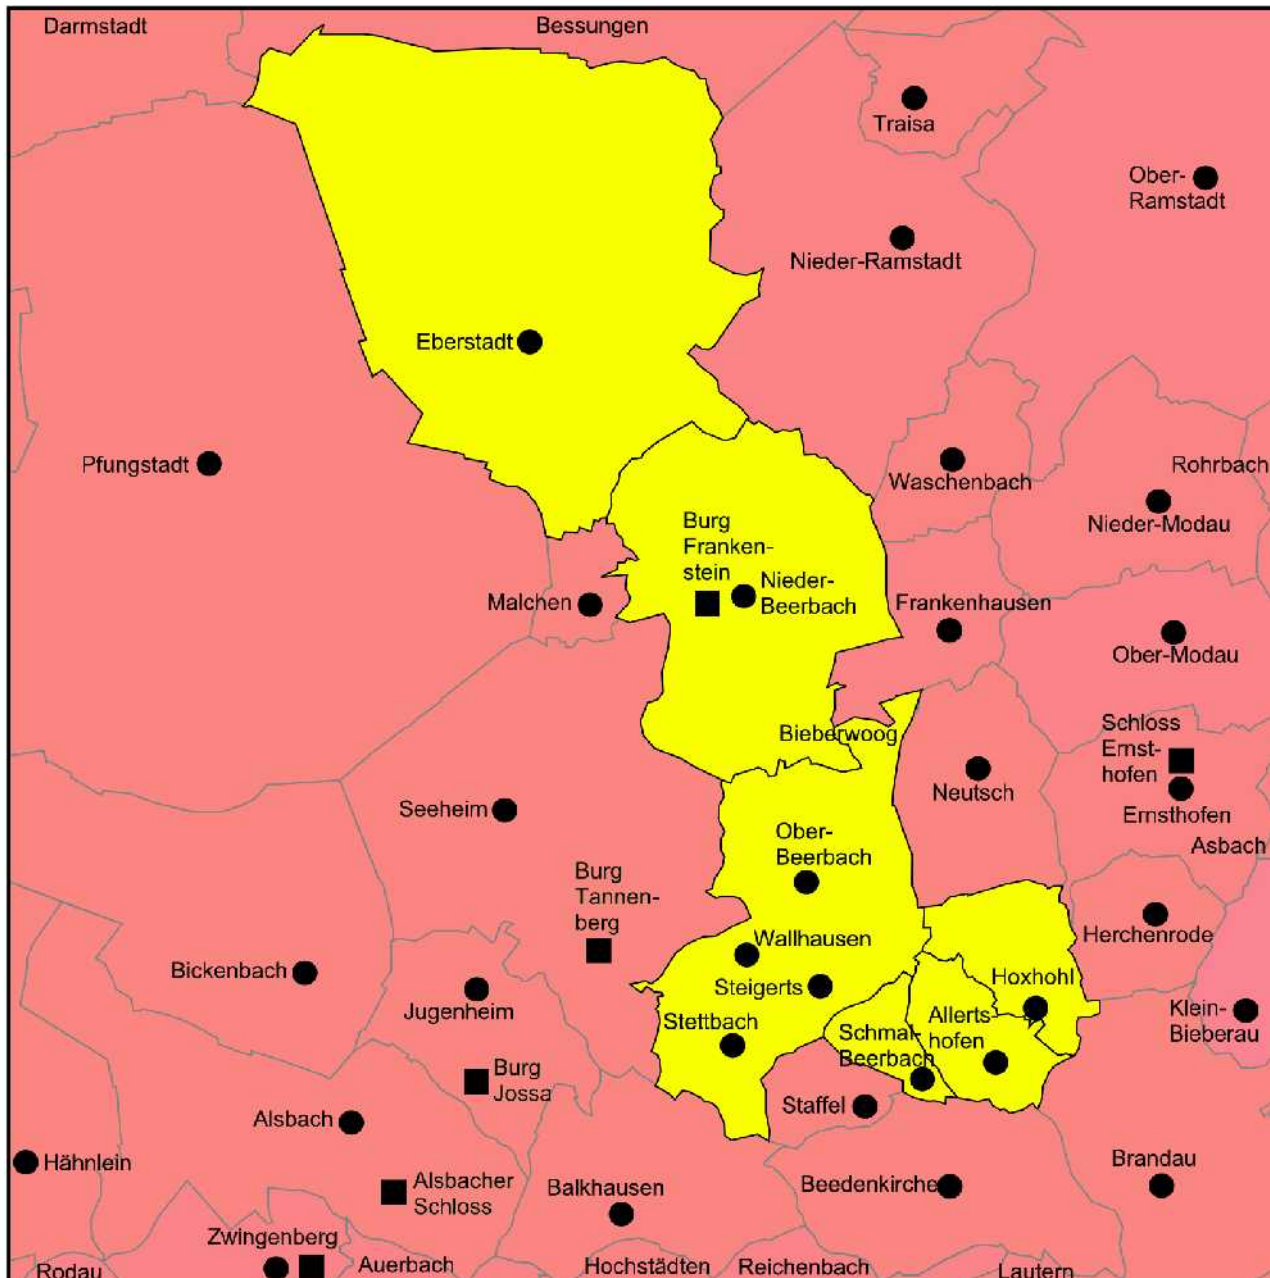 Darmstadt
Bessungen
Traisa
Ober-
Ramstadt
Nieder-Ramstadt
Eberstadt
Pfungstadt
Waschenbach
Rohrbach
Nieder-Modau
Burg
Franken-
stein
Nieder-
Beerbach
Malchen
Frankenhausen
Ober-Modau
Bieberwoog
Schloss
Ernst-
hofen
Neutsch
Ernsthofen
Seeheim
Ober-
Beerbach
Asbach
Burg
Tannen-
berg
Wallhausen
Herchenrode
Bickenbach
Jugenheim
Steigerts
Hoxhohl
Stettbach
Allerts-
hofen
Schmal-
Beerbach
Klein-
Bieberau
Burg
Jossa
Staffel
Alsbach
Hähnlein
Alsbacher
Schloss
Balkhausen
Beedenkirche
Brandau
Zwingenberg
Rodau
Auerbach
Hochstädten
Reichenbach
Lautern